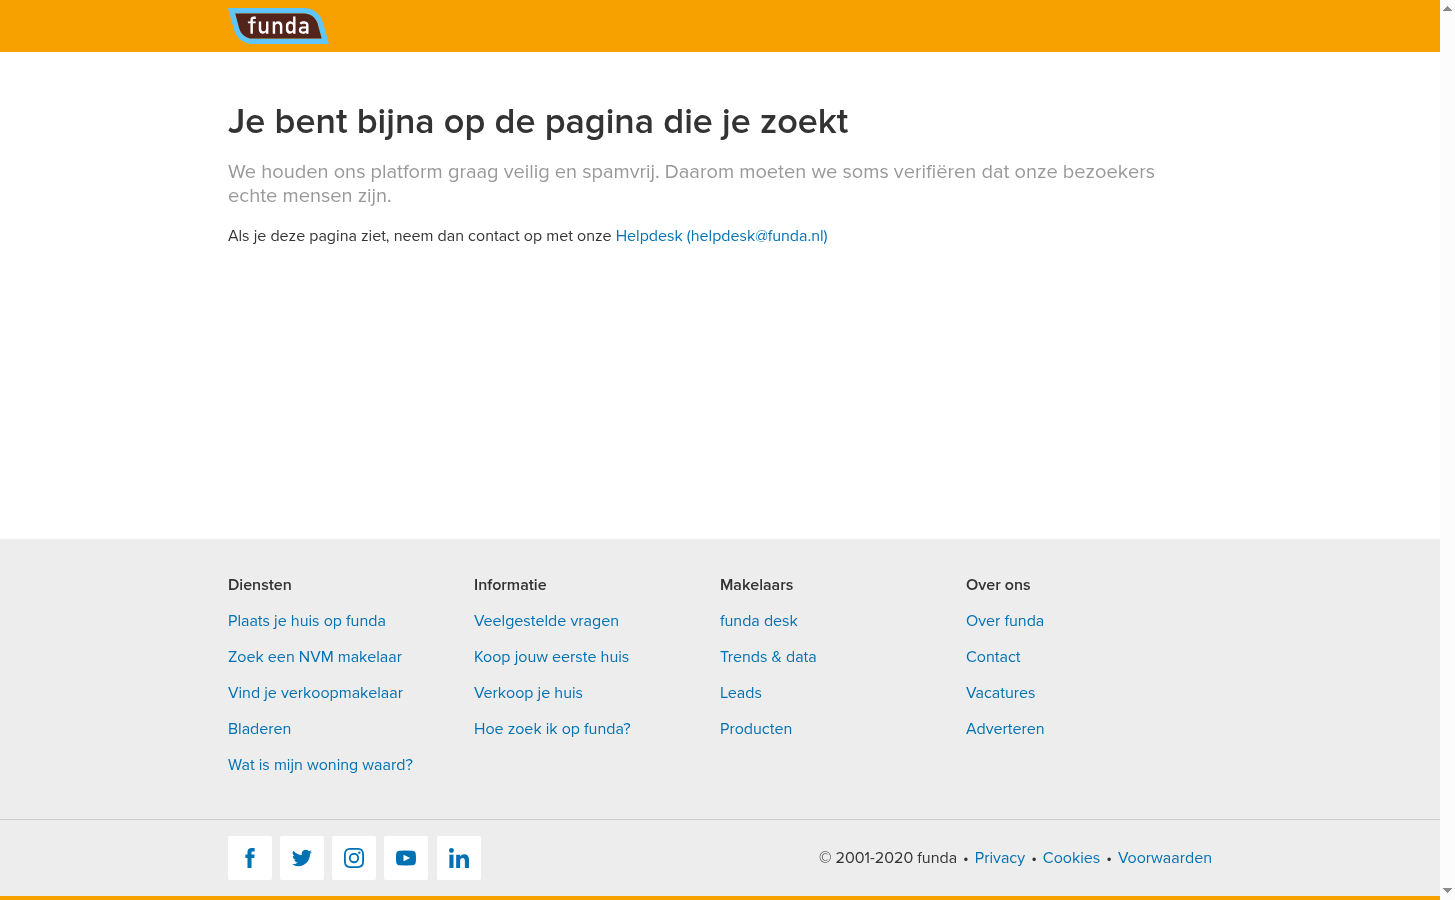 funda
Je bent bijna op de pagina die je zoekt
We houden ons platform graag veilig en spamvrij. Daarom moeten we soms verifiëren dat onze bezoekers
echte mensen zijn.
Als je deze pagina ziet, neem dan contact op met onze Helpdesk (helpdesk@funda.nl)
Diensten
Plaats je huis op funda
Zoek een NVM makelaar
Vind je verkoopmakelaar
Bladeren
Wat is mijn woning waard?
Informatie
Veelgestelde vragen
Koop jouw eerste huis
Verkoop je huis
Hoe zoek ik op funda?
Makelaars
funda desk
Trends & data
Leads
Producten
Over ons
Over funda
Contact
Vacatures
Adverteren
© 2001-2020 funda • Privacy • Cookies • Voorwaarden